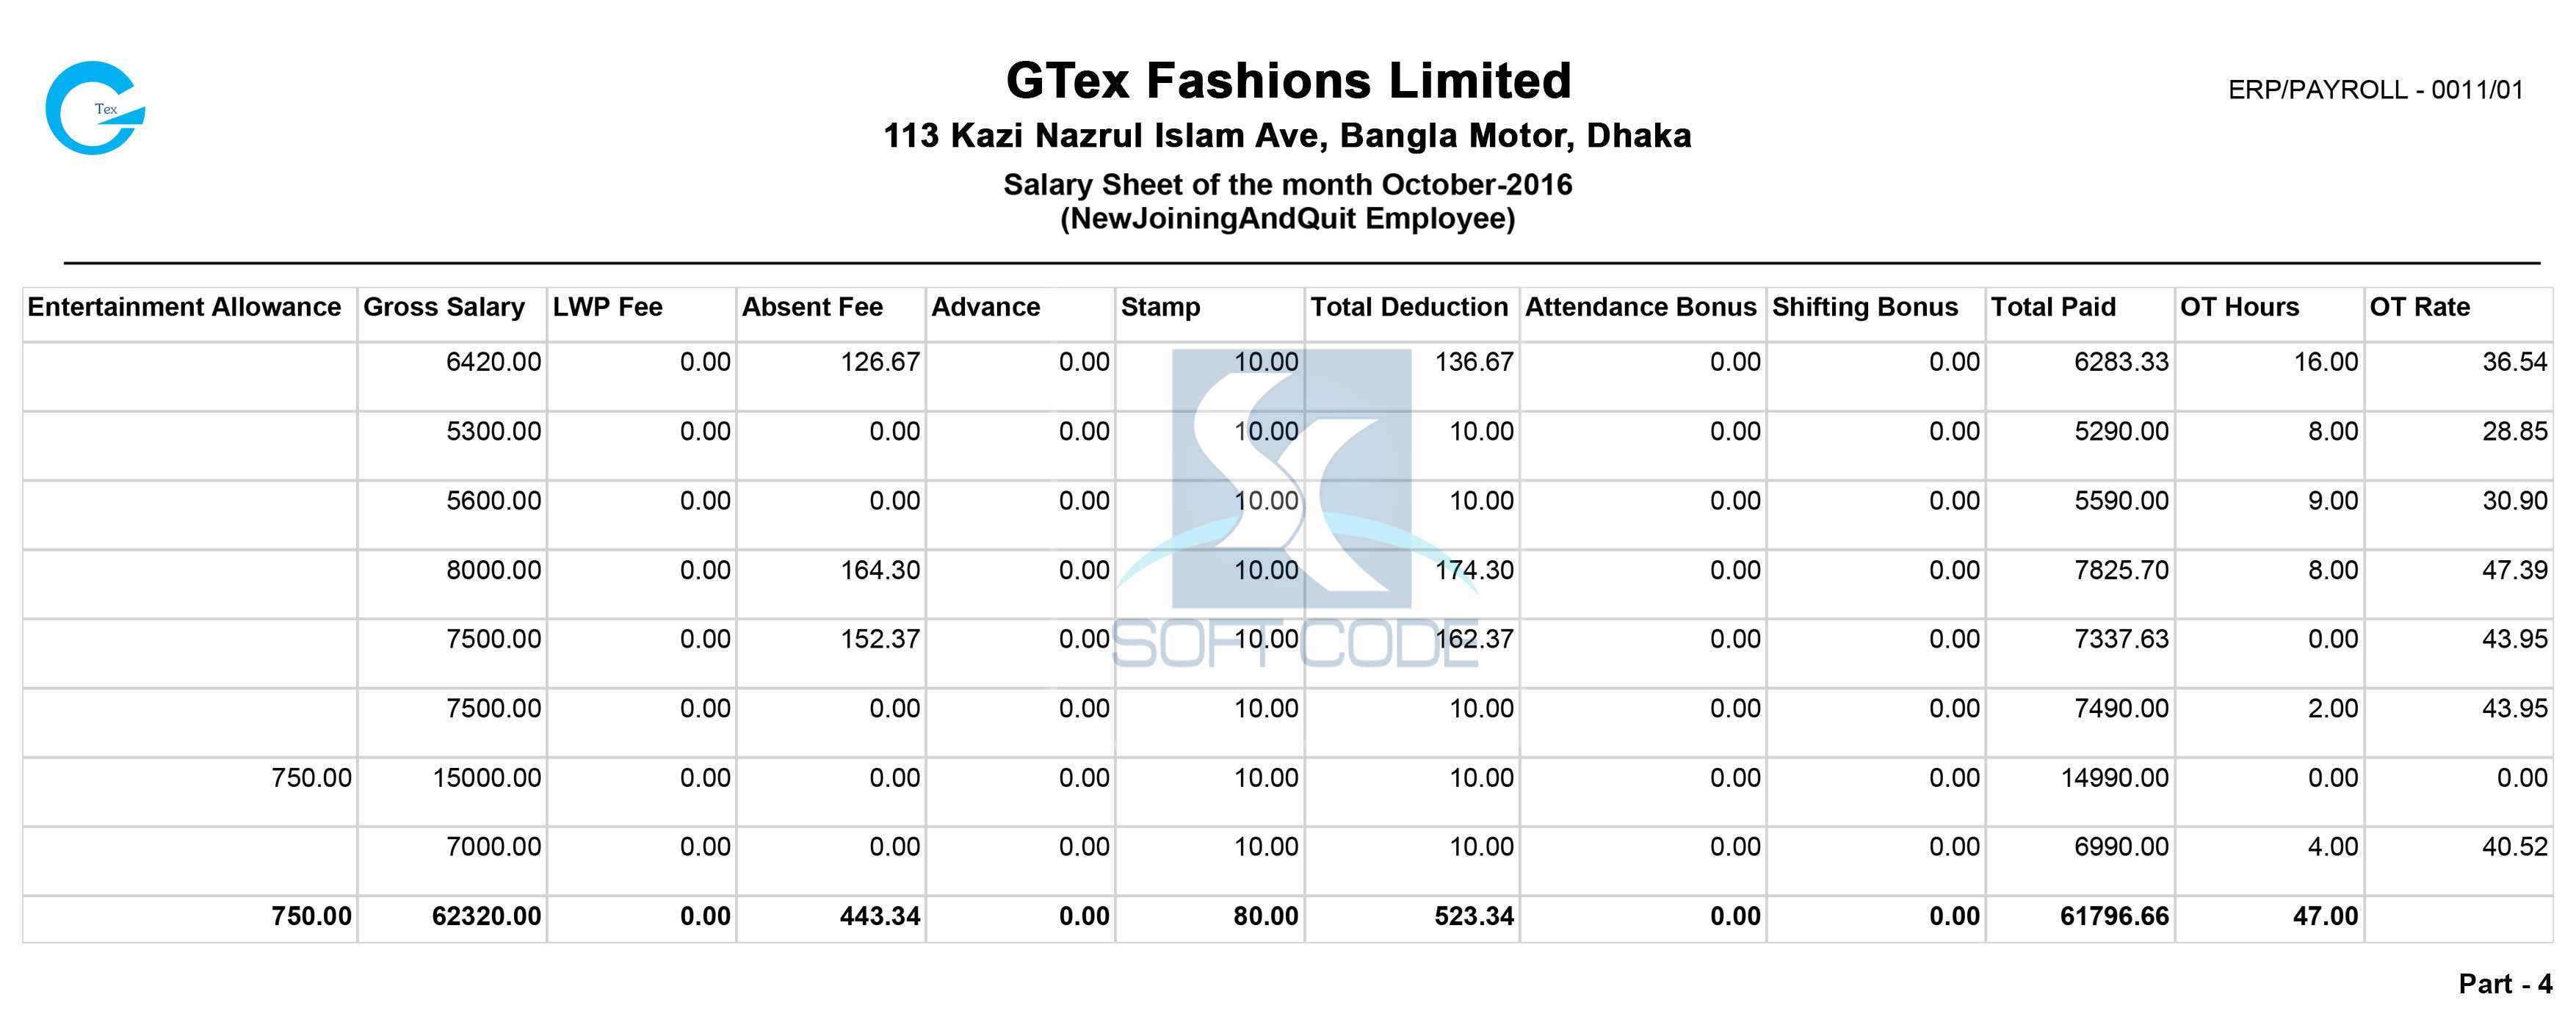 Tex
GTex Fashions Limited
ERP/PAYROLL - 0011/01
113 Kazi Nazrul Islam Ave, Bangla Motor, Dhaka
Salary Sheet of the month October-2016
(NewJoiningAndQuit Employee)
Entertainment Allowance Gross Salary LWP Fee Absent Fee Advance Stamp Total Deduction Attendance Bonus Shifting Bonus Total Paid OT Hours OT Rate
6420.00 0.00 126.67 0.00 10.00 136.67 0.00 0.00 6283.33 16.00 36.54
5300.00 0.00 0.00 0.00 10.00 10.00 0.00 0.00 5290.00 8.00 28.85
5600.00 0.00 0.00 0.00 10.00 10.00 0.00 0.00 5590.00 9.00 30.90
8000.00 0.00 164.30 0.00 10.00 174.30 0.00 0.00 7825.70 8.00 47.39
7500.00 0.00 152.37 0.00 10.00 162.37 0.00 0.00 7337.63 0.00 43.95
SOFT CODE
7500.00 0.00 0.00 0.00 10.00 10.00 0.00 0.00 7490.00 2.00 43.95
750.00 15000.00 0.00 0.00 0.00 10.00 10.00 0.00 0.00 14990.00 0.00 0.00
7000.00 0.00 0.00 0.00 10.00 10.00 0.00 0.00 6990.00 4.00 40.52
750.00 62320.00 0.00 443.34 0.00 80.00 523.34 0.00 0.00 61796.66 47.00
Part - 4